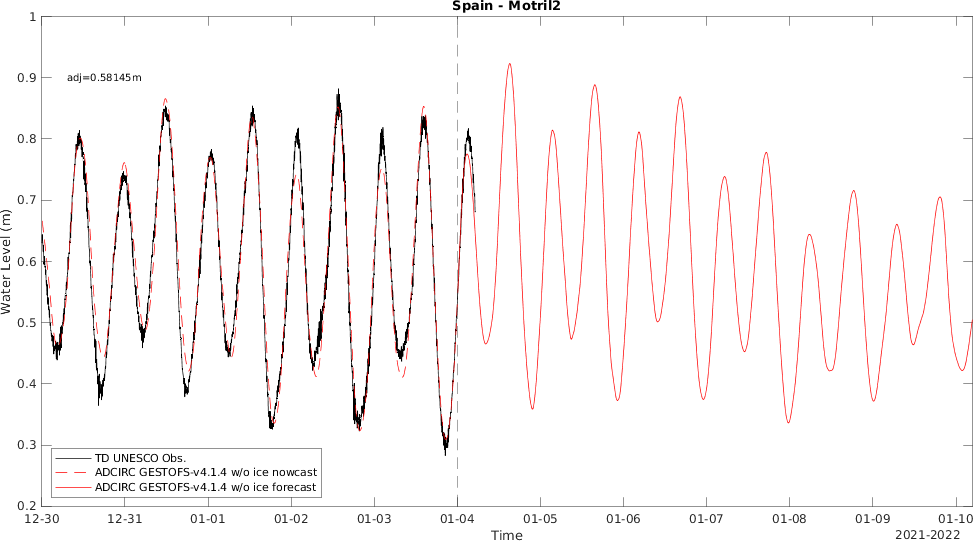 Spain - Motril2
1
0.9
0.8
0.7
0.6
0.5
0.4
0.3
0.2
Water Level (m)
adj=0.58145m
TD UNESCO Obs.
ADCIRC GESTOFS-v4.1.4 w/o ice nowcast
ADCIRC GESTOFS-v4.1.4 w/o ice forecast
12-30 12-31 01-01 01-02 01-03 01-04 01-05 01-06 01-07 01-08 01-09 01-10
Time
2021-2022